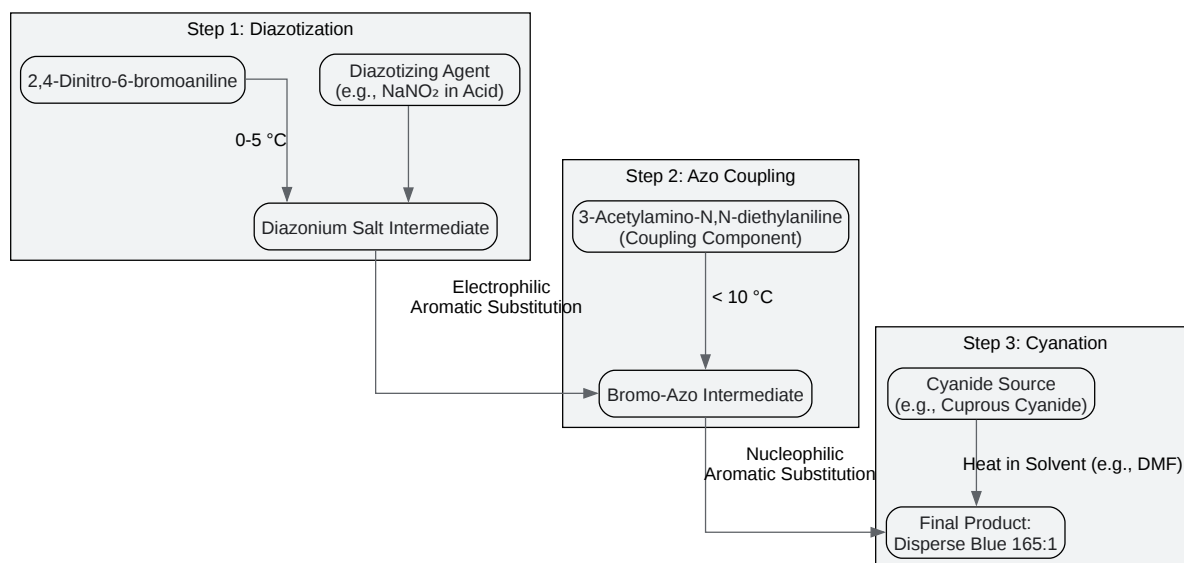 Step 1: Diazotization
2,4-Dinitro-6-bromoaniline
Diazotizing Agent
(e.g., NaNO₂ in Acid)
0-5 °C
Diazonium Salt Intermediate
Electrophilic
Aromatic Substitution
Step 2: Azo Coupling
3-Acetylamino-N,N-diethylaniline
(Coupling Component)
< 10 °C
Bromo-Azo Intermediate
Nucleophilic
Aromatic Substitution
Step 3: Cyanation
Cyanide Source
(e.g., Cuprous Cyanide)
Heat in Solvent (e.g., DMF)
Final Product:
Disperse Blue 165:1